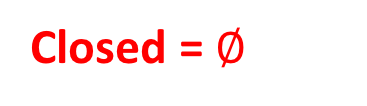 Closed = Ø